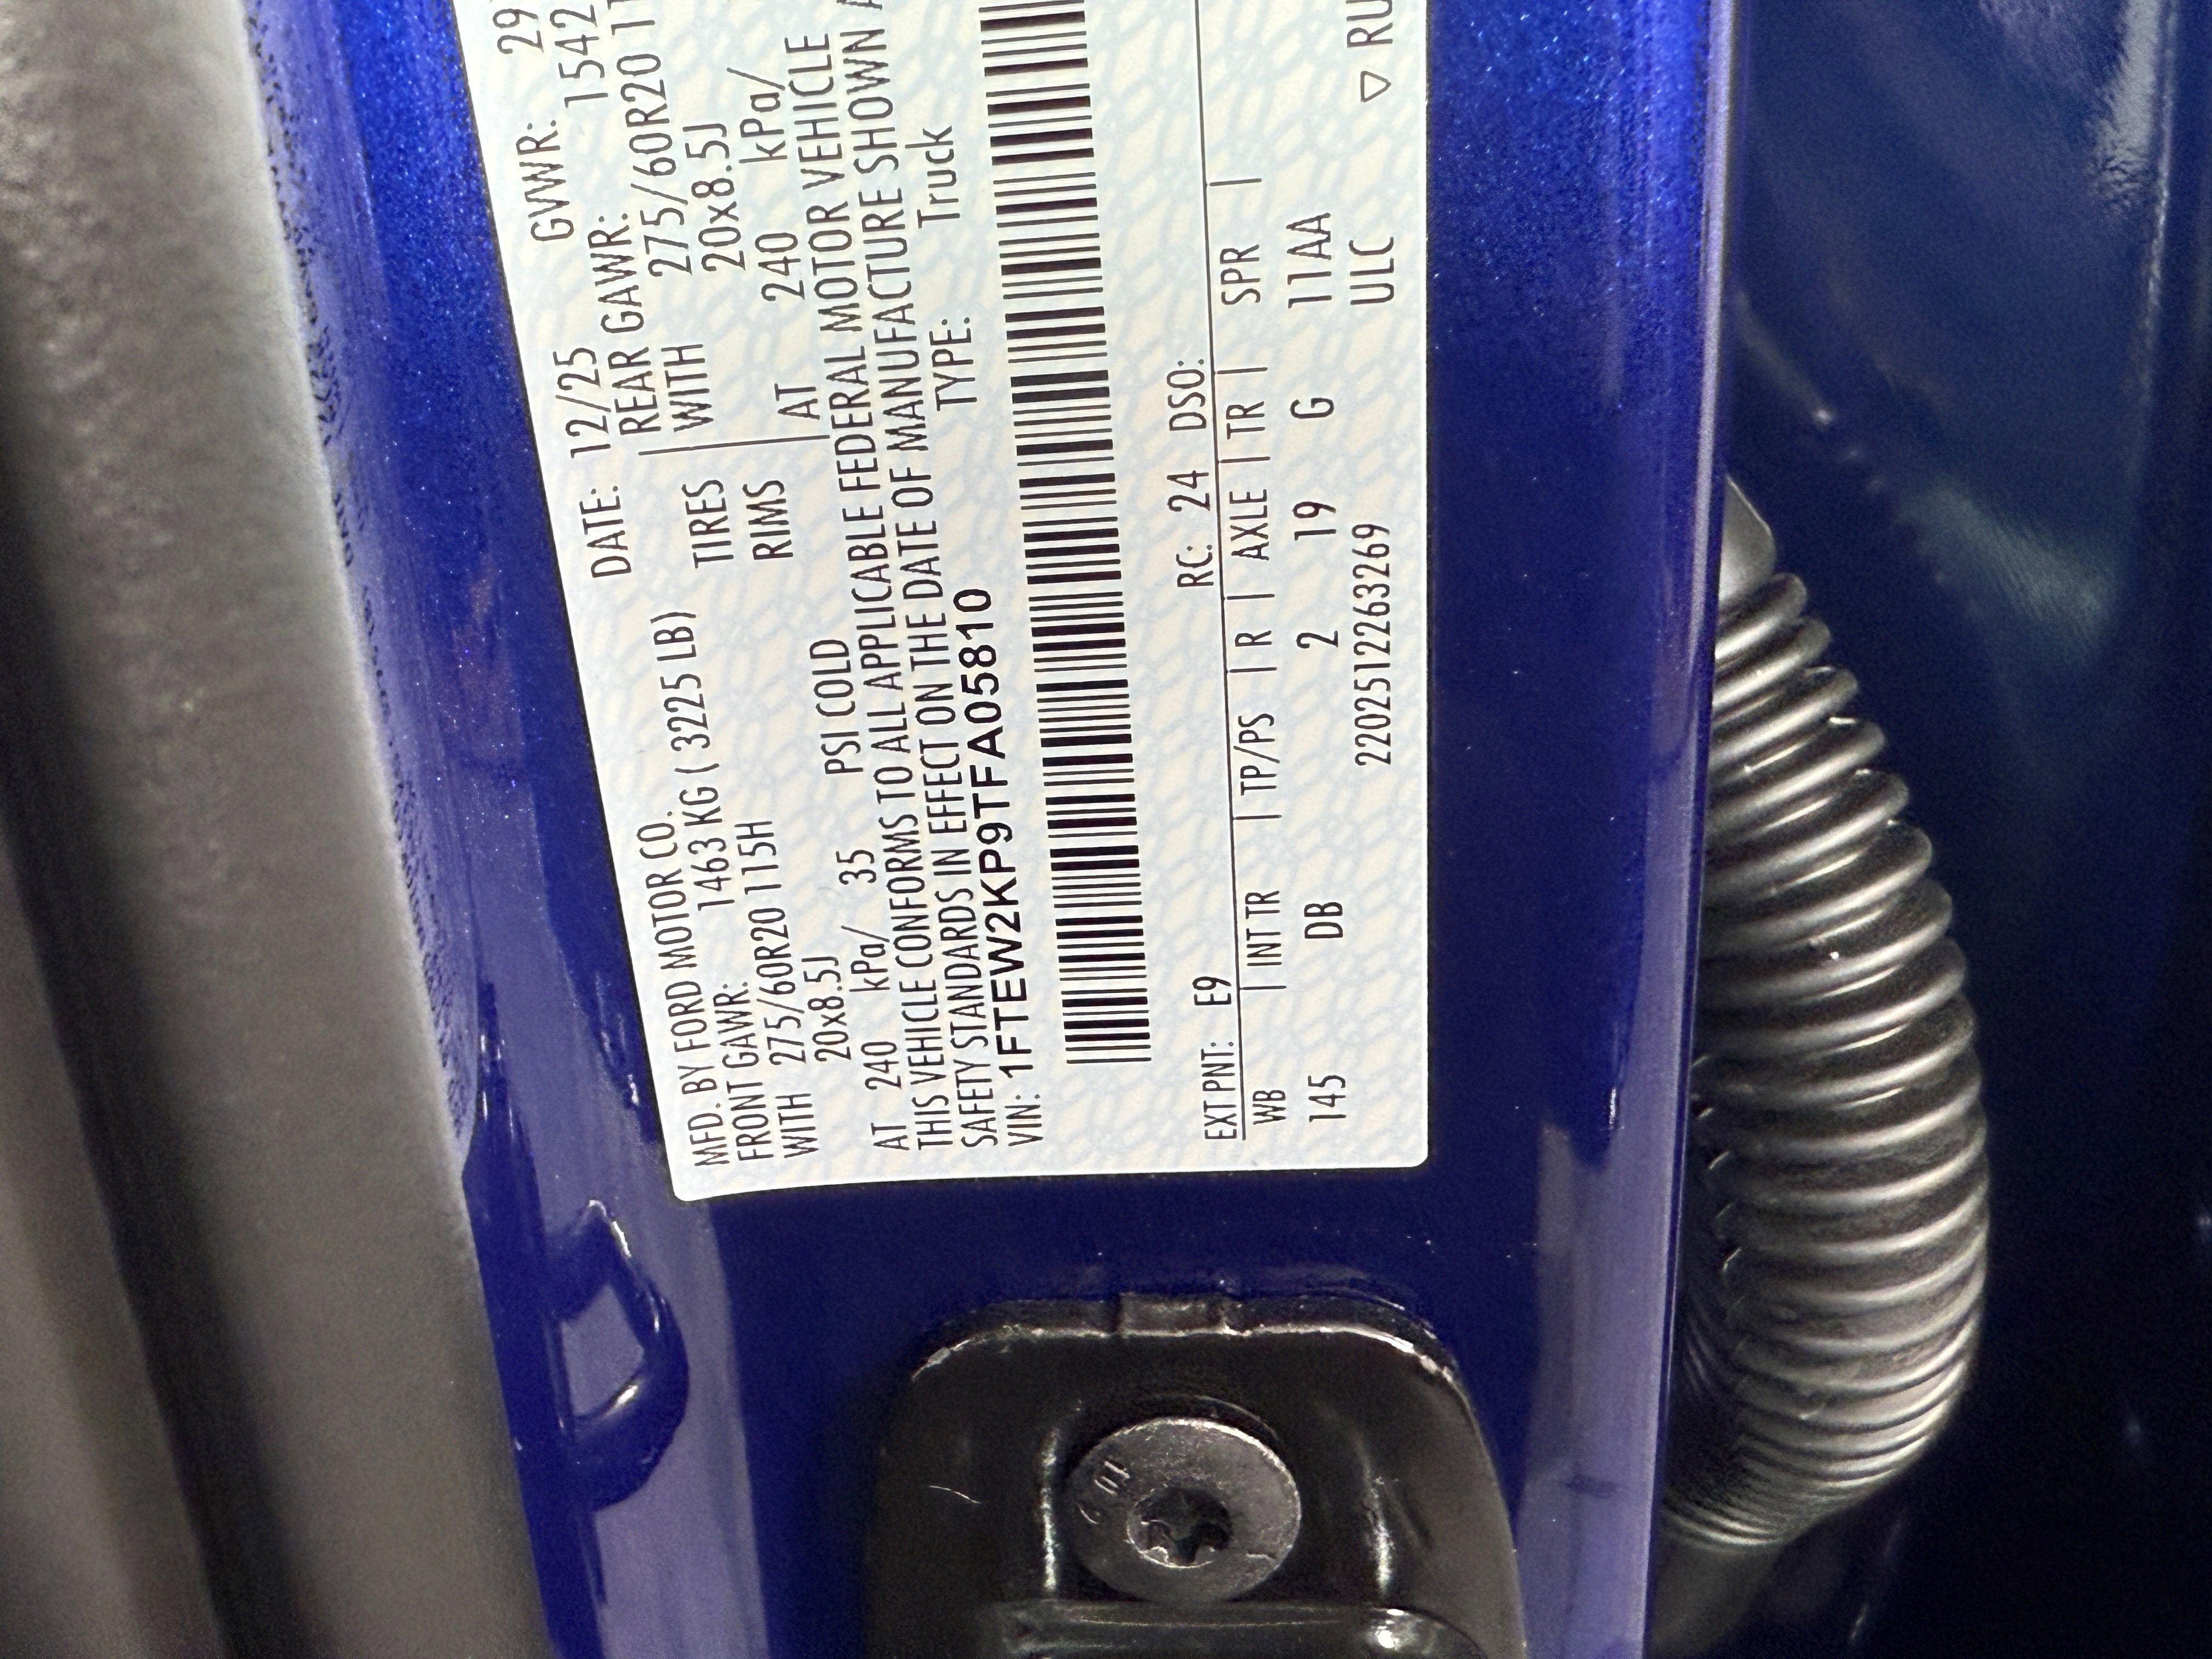 MFD. BY FORD MOTOR CO. DATE: 12/25 GVWR: 29
FRONT GAWR: 1463 KG ( 3225 LB) REAR GAWR: 1542
WITH 275/60R20 115H TIRES WITH 275/60R20 11
20x8.5J RIMS 20x8.5J
AT 240 kPa/ 35 PSI COLD AT 240 kPa/
THIS VEHICLE CONFORMS TO ALL APPLICABLE FEDERAL MOTOR VEHICLE
SAFETY STANDARDS IN EFFECT ON THE DATE OF MANUFACTURE SHOWN A
VIN: 1FTEW2KP9TFA05810 TYPE: Truck
EXT PNT: E9 RC: 24 DSO:
WB | INT TR | TP/PS | R | AXLE | TR | SPR |
145 DB 2 19 G 11AA
2202512263269 ULC ▽ RU